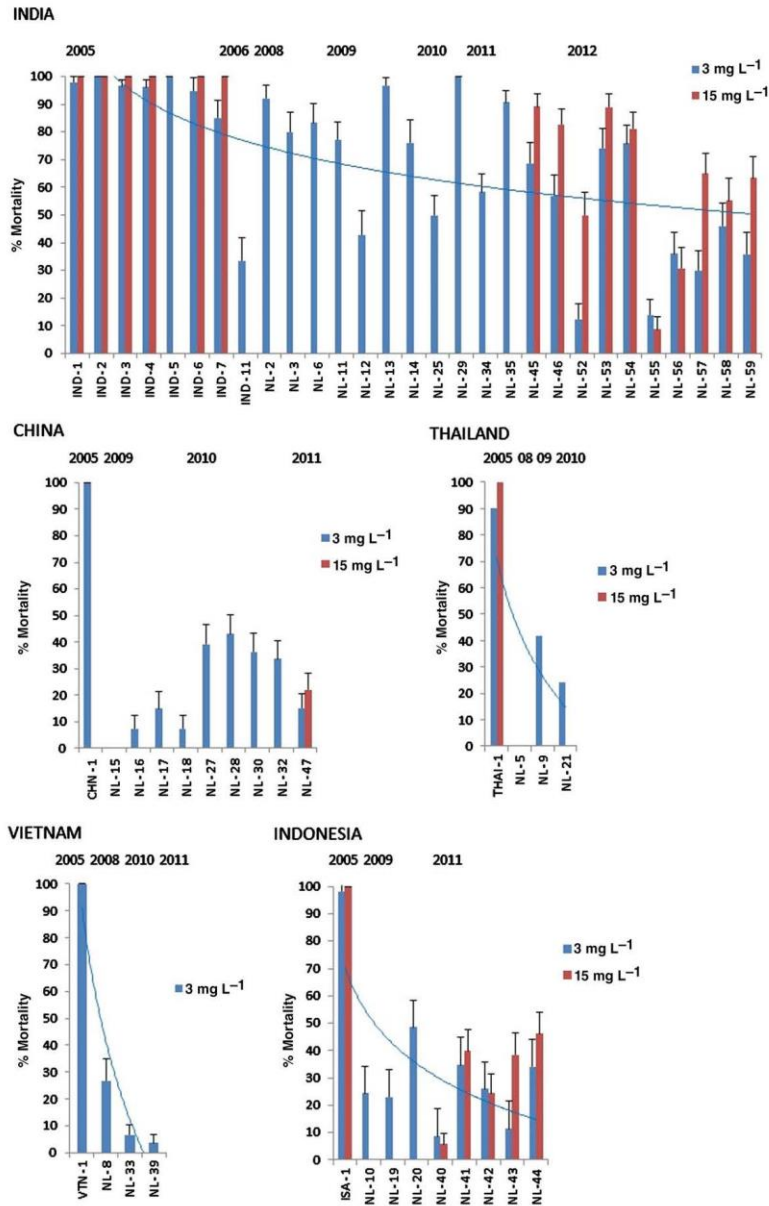 INDIA
2005 2006 2008 2009 2010 2011 2012
100
90
80
70
60
50
40
30
20
10
0
% Mortality
3 mg L–1
15 mg L–1
IND-1 IND-2 IND-3 IND-4 IND-5 IND-6 IND-7 IND-11 NL-2 NL-3 NL-6 NL-11 NL-12 NL-13 NL-14 NL-25 NL-29 NL-34 NL-35 NL-45 NL-46 NL-52 NL-53 NL-54 NL-55 NL-56 NL-57 NL-58 NL-59
CHINA
2005 2009 2010 2011
100
90
80
70
60
50
40
30
20
10
0
% Mortality
3 mg L–1
15 mg L–1
CHN-1 NL-15 NL-16 NL-17 NL-18 NL-27 NL-28 NL-30 NL-32 NL-47
THAILAND
2005 08 09 2010
100
90
80
70
60
50
40
30
20
10
0
% Mortality
3 mg L–1
15 mg L–1
THAI-1 NL-5 NL-9 NL-21
VIETNAM
2005 2008 2010 2011
100
90
80
70
60
50
40
30
20
10
0
% Mortality
3 mg L–1
VTN-1 NL-8 NL-33 NL-39
INDONESIA
2005 2009 2011
100
90
80
70
60
50
40
30
20
10
0
% Mortality
3 mg L–1
15 mg L–1
ISA-1 NL-10 NL-19 NL-20 NL-40 NL-41 NL-42 NL-43 NL-44